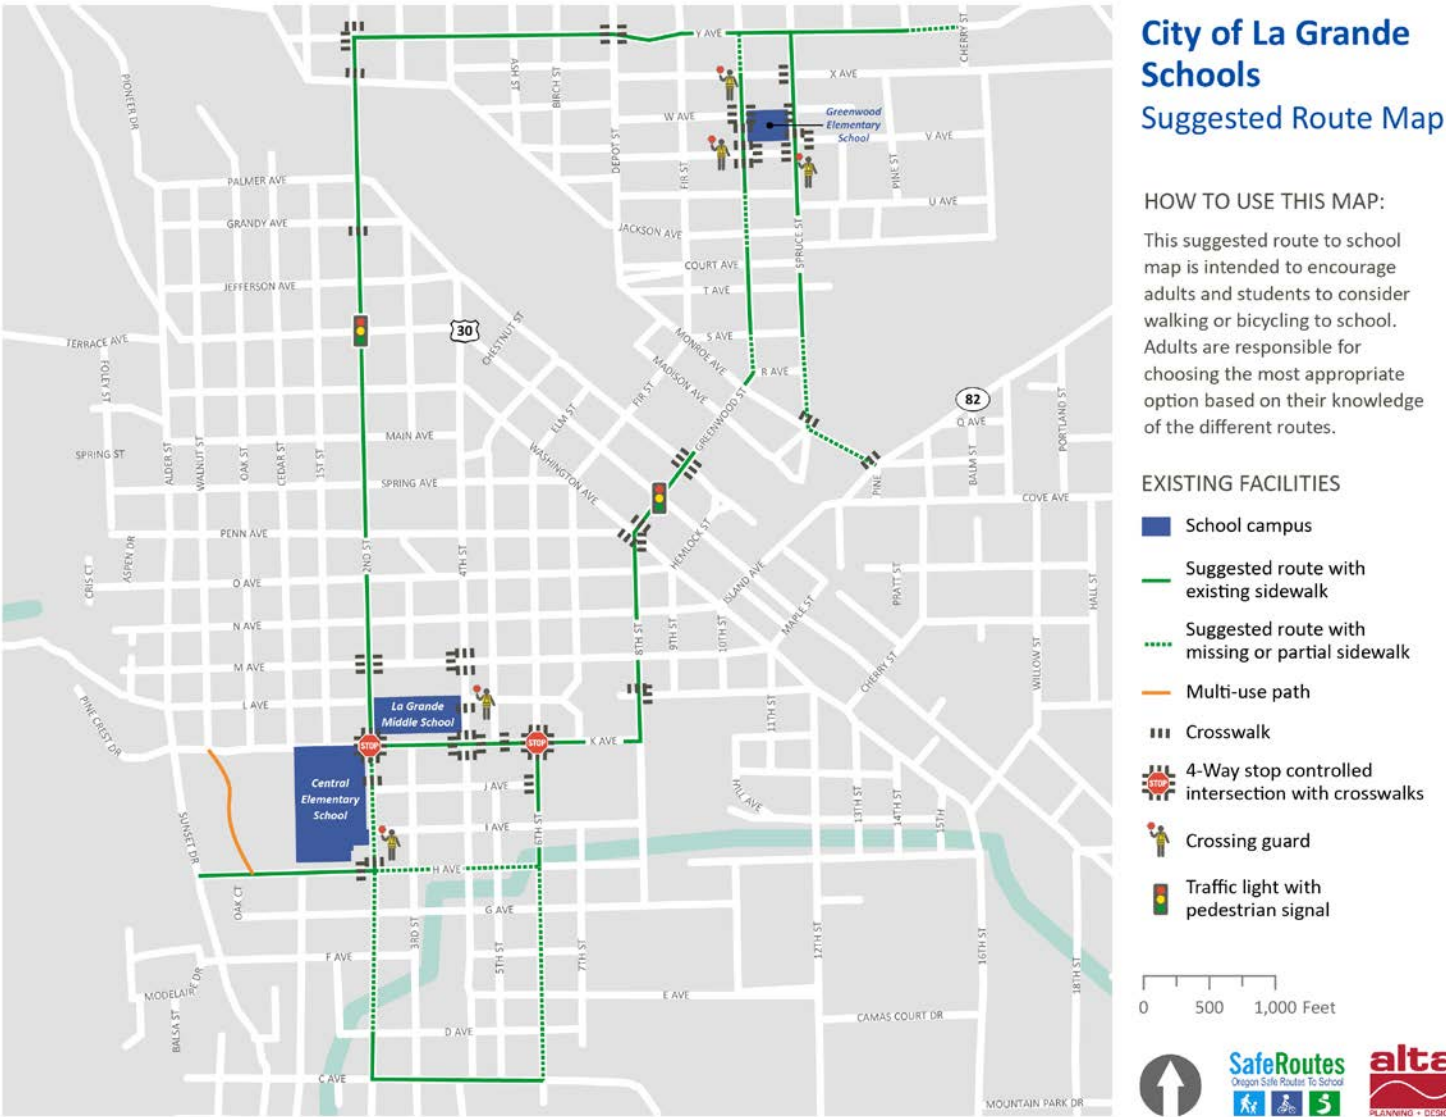 City of La Grande
Schools
Suggested Route Map
HOW TO USE THIS MAP:
This suggested route to school
map is intended to encourage
adults and students to consider
walking or bicycling to school.
Adults are responsible for
choosing the most appropriate
option based on their knowledge
of the different routes.
EXISTING FACILITIES
School campus
Suggested route with
existing sidewalk
Suggested route with
missing or partial sidewalk
Multi-use path
Crosswalk
STOP
4-Way stop controlled
intersection with crosswalks
Crossing guard
Traffic light with
pedestrian signal
0 500 1,000 Feet
SafeRoutes
Oregon Safe Routes To School
alta
PLANNING + DESIGN
Y AVE
CHERRY ST
PIONEER DR
ASH ST
BIRCH ST
X AVE
W AVE
Greenwood
Elementary
School
V AVE
DEPOT ST
FIR ST
PINE ST
PALMER AVE
U AVE
GRANDY AVE
JACKSON AVE
SPRUCE ST
COURT AVE
JEFFERSON AVE
T AVE
30
CHESTNUT ST
TERRACE AVE
S AVE
MONROE AVE
MADISON AVE
R AVE
FOLEY ST
FIR ST
GREENWOOD ST
82
PORTLAND ST
ELM ST
Q AVE
MAIN AVE
SPRING ST
ALDER ST
WALNUT ST
OAK ST
CEDAR ST
1ST ST
WASHINGTON AVE
BALM ST
PINE
SPRING AVE
COVE AVE
PENN AVE
2ND ST
4TH ST
HEMLOCK ST
CRIS CT
ASPEN DR
O AVE
ISLAND AVE
PRATT ST
HALL ST
N AVE
8TH ST
9TH ST
10TH ST
MAPLE ST
M AVE
CHERRY ST
WILLOW ST
L AVE
La Grande
Middle School
PINE CREST DR
11TH ST
STOP
STOP
K AVE
Central
Elementary
School
J AVE
HILL AVE
SUNSET DR
I AVE
6TH ST
13TH ST
14TH ST
15TH
H AVE
OAK CT
G AVE
3RD ST
5TH ST
7TH ST
12TH ST
16TH ST
18TH ST
F AVE
MODELAIRE DR
E AVE
BALSA ST
CAMAS COURT DR
D AVE
C AVE
MOUNTAIN PARK DR